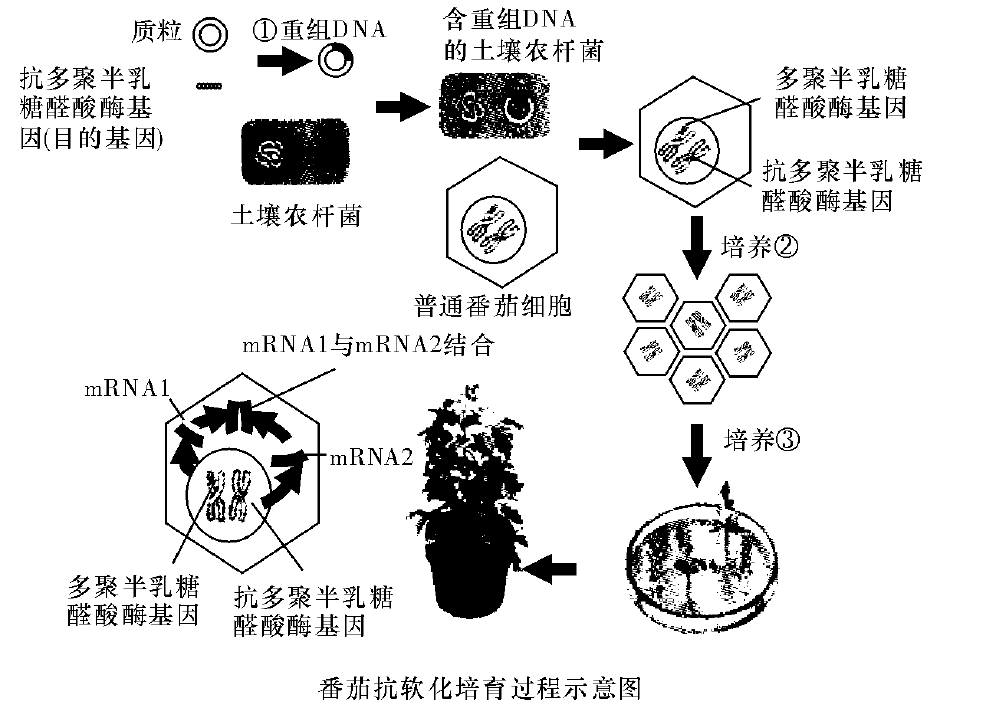 质粒
①重组DNA
含重组DNA
的土壤农杆菌
抗多聚半乳
糖醛酸酶基
因(目的基因)
土壤农杆菌
普通番茄细胞
多聚半乳糖
醛酸酶基因
抗多聚半乳糖
醛酸酶基因
培养②
培养③
mRNA1与mRNA2结合
mRNA1
mRNA2
多聚半乳糖
醛酸酶基因
抗多聚半乳糖
醛酸酶基因
番茄抗软化培育过程示意图